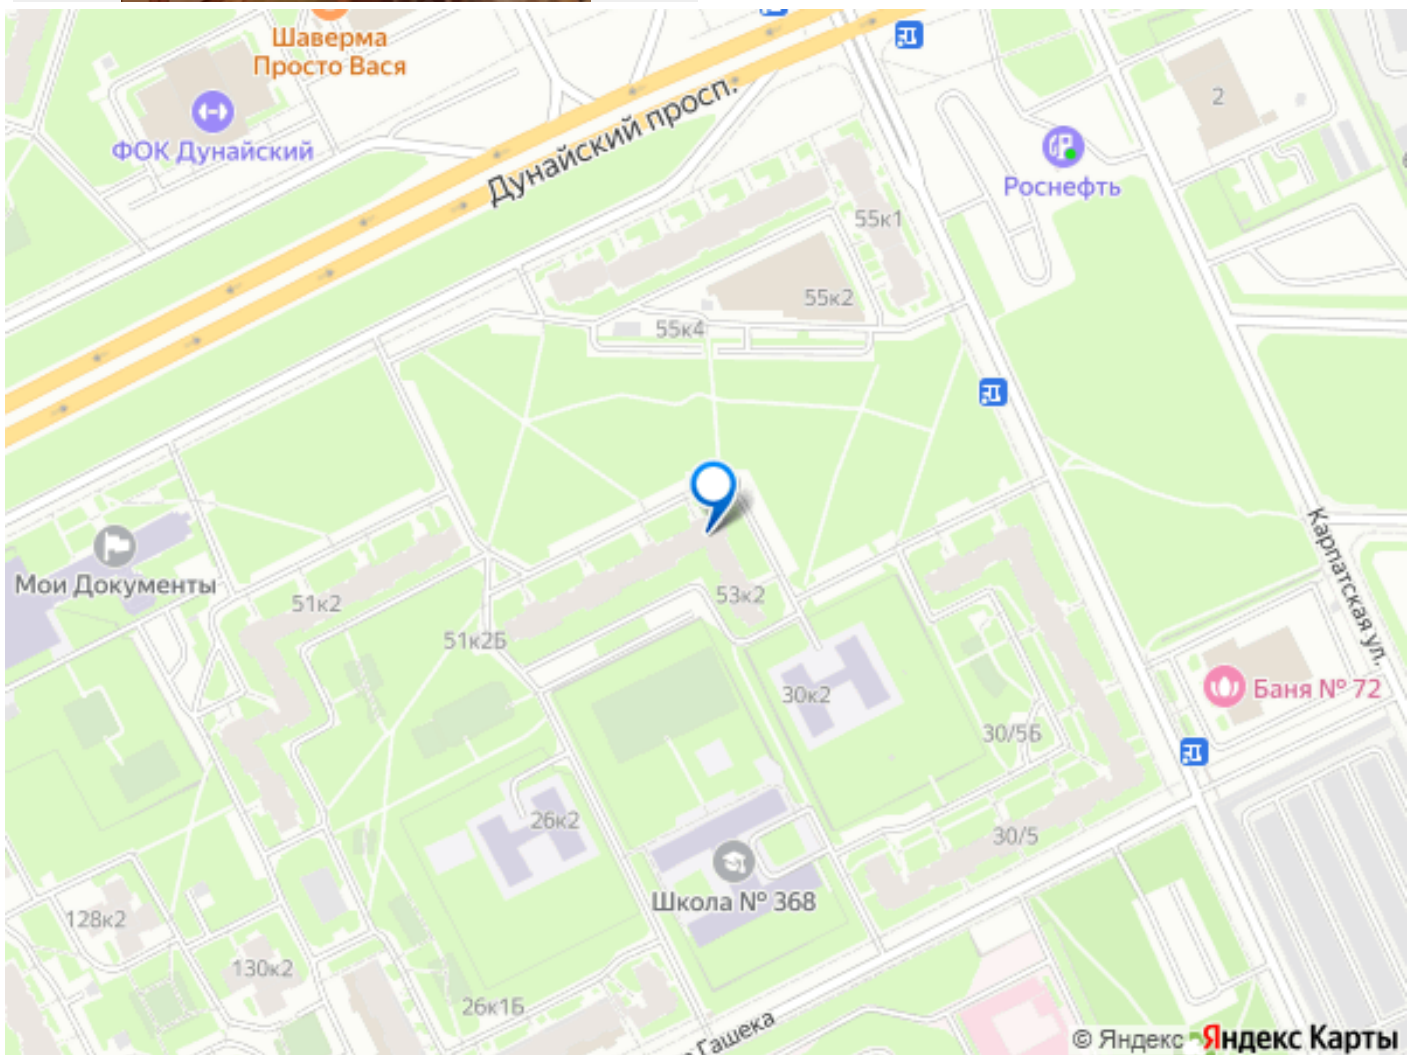 Шаверма
Просто Вася
ФОК Дунайский
Дунайский просп.
2
Роснефть
55к1
55к2
55к4
Мои Документы
51к2
51к2Б
53к2
Карпатская ул.
30к2
Баня № 72
30/5Б
26к2
30/5
Школа № 368
128к2
130к2
26к1Б
Гашека
© Яндекс Яндекс Карты